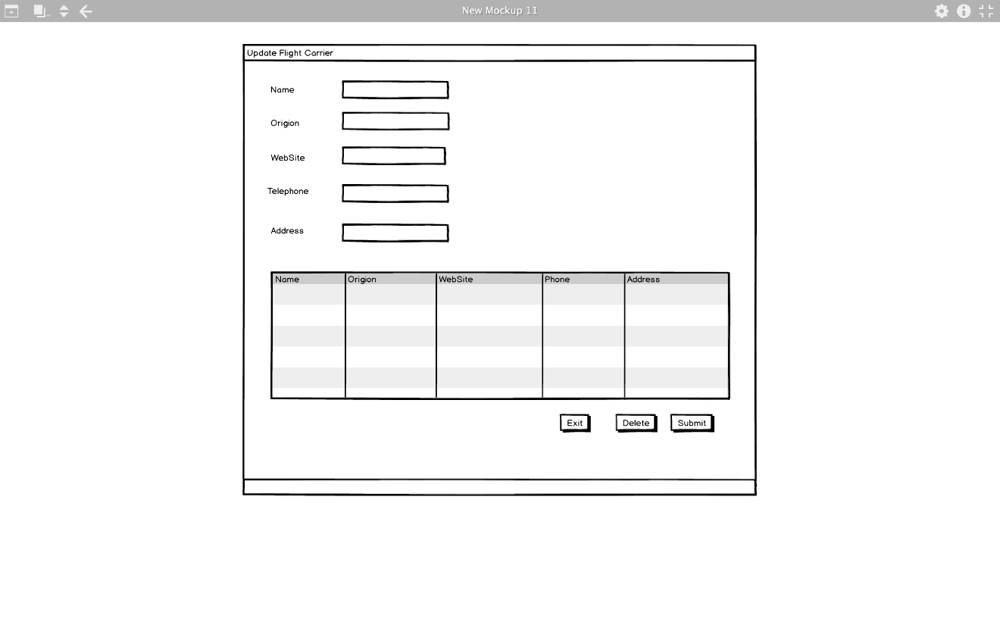 New Mockup 11
Update Flight Carrier
Name
Origion
WebSite
Telephone
Address
Name Origion WebSite Phone Address
Exit Delete Submit